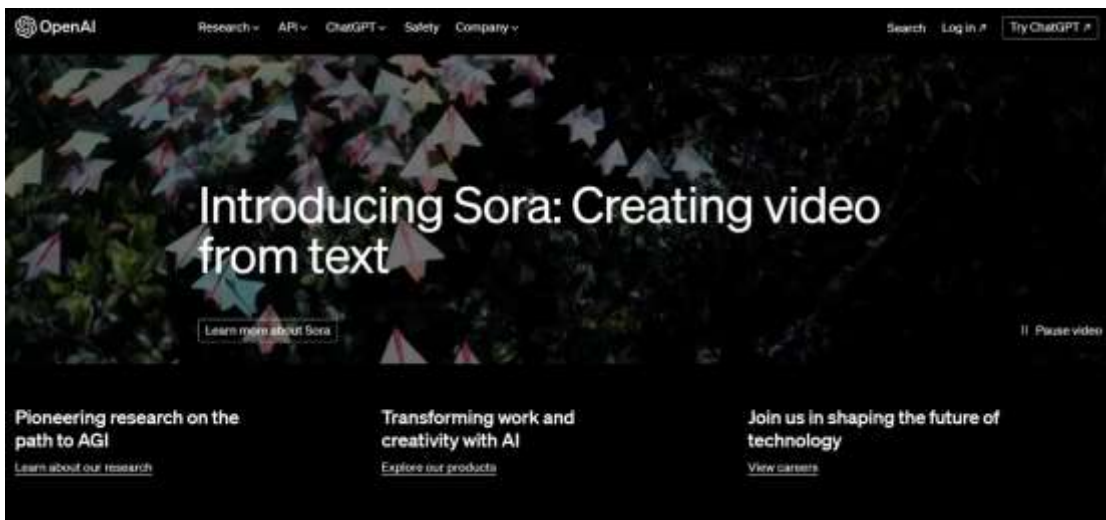 OpenAI
Research API ChatGPT Safety Company
Search Log in ↗ Try ChatGPT ↗
Introducing Sora: Creating video
from text
Learn more about Sora
Pause video
Pioneering research on the
path to AGI
Learn about our research
Transforming work and
creativity with AI
Explore our products
Join us in shaping the future of
technology
View careers